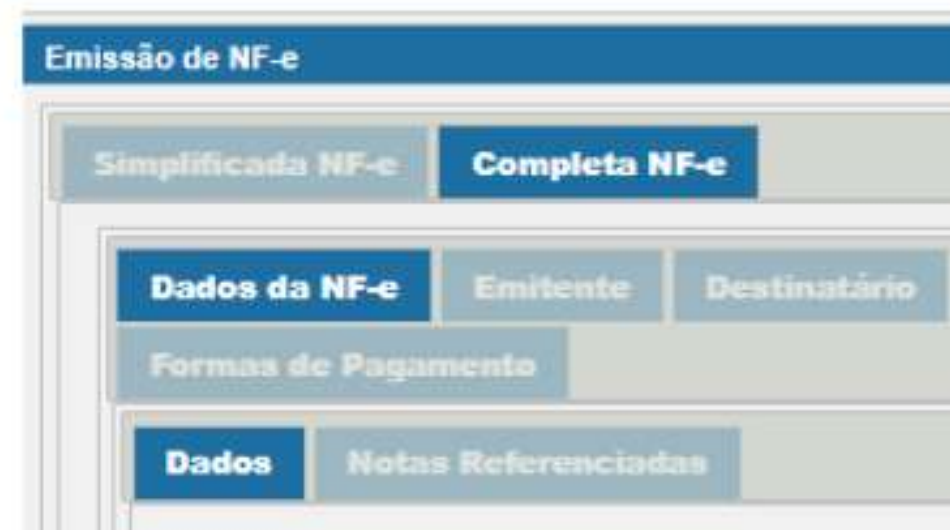 Emissão de NF-e
Simplificada NF-e Completa NF-e
Dados da NF-e Emitente Destinatário
Formas de Pagamento
Dados Notas Referenciadas